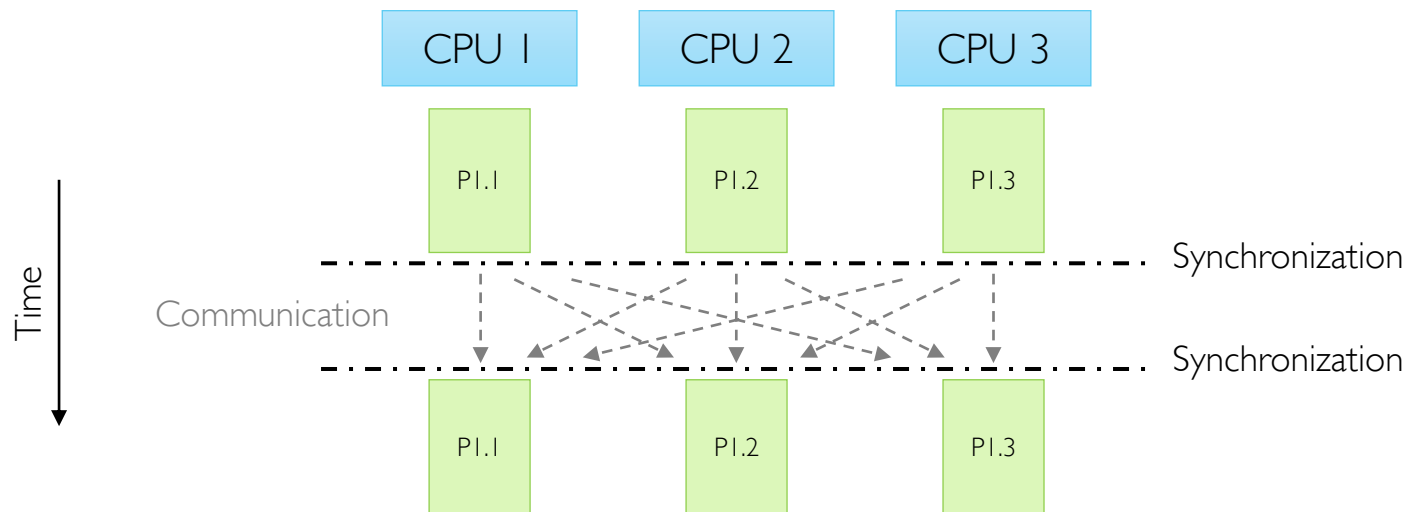 CPU 1
CPU 2
CPU 3
P1.1
P1.2
P1.3
Synchronization
Time
Communication
Synchronization
P1.1
P1.2
P1.3